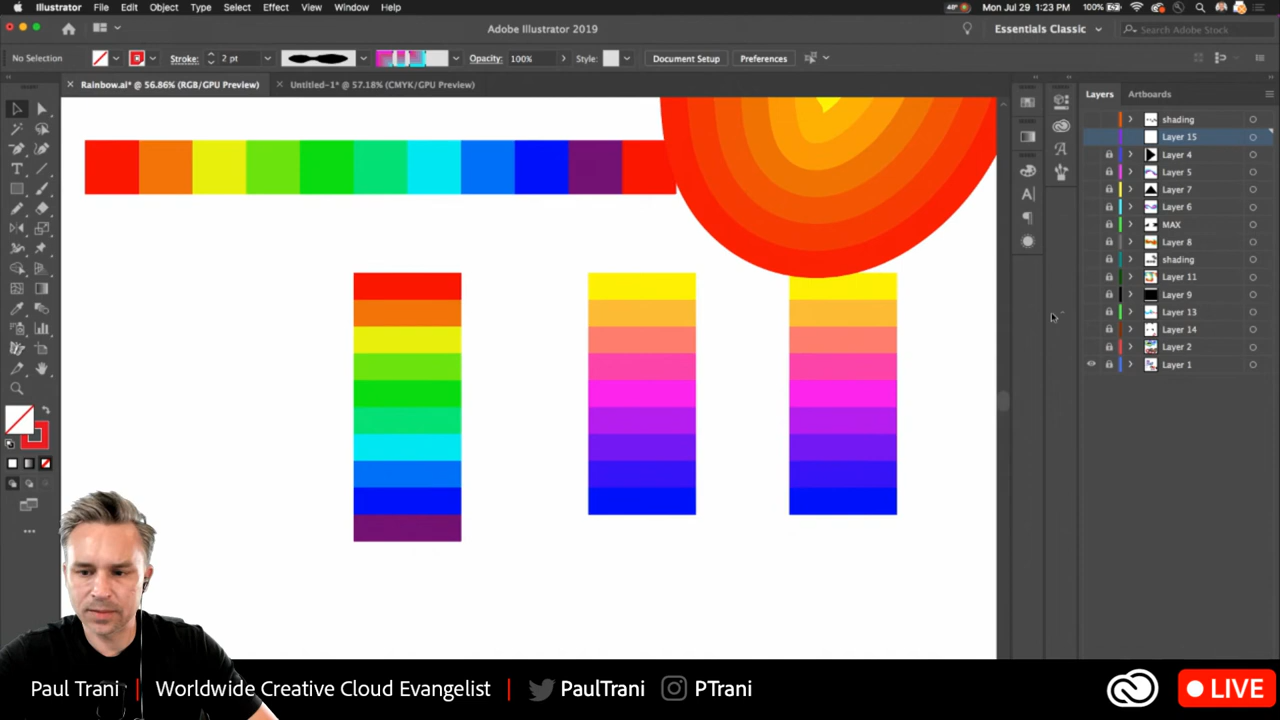 Illustrator File Edit Object Type Select Effect View Window Help
Mon Jul 29 1:23 PM 100%
Adobe Illustrator 2019
Essentials Classic
Search Adobe Stock
No Selection
Stroke: 2 pt
Opacity: 100%
Style:
Document Setup
Preferences
Rainbow.ai* @ 56.86% (RGB/GPU Preview)
Untitled-1* @ 57.18% (CMYK/GPU Preview)
Layers
Artboards
shading
Layer 15
Layer 4
Layer 5
Layer 7
Layer 6
MAX
Layer 8
shading
Layer 11
Layer 9
Layer 13
Layer 14
Layer 2
Layer 1
Paul Trani | Worldwide Creative Cloud Evangelist | PaulTrani PTrani
LIVE